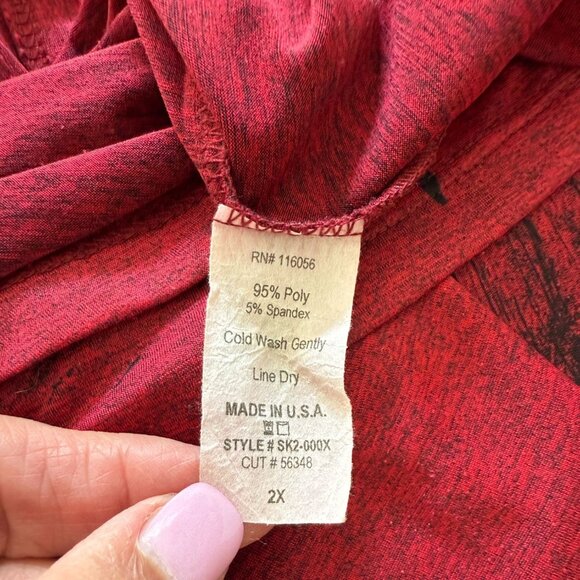 RN# 116056
95% Poly
5% Spandex
Cold Wash Gently
Line Dry
MADE IN U.S.A.
STYLE # SK2-000X
CUT # 56348
2X